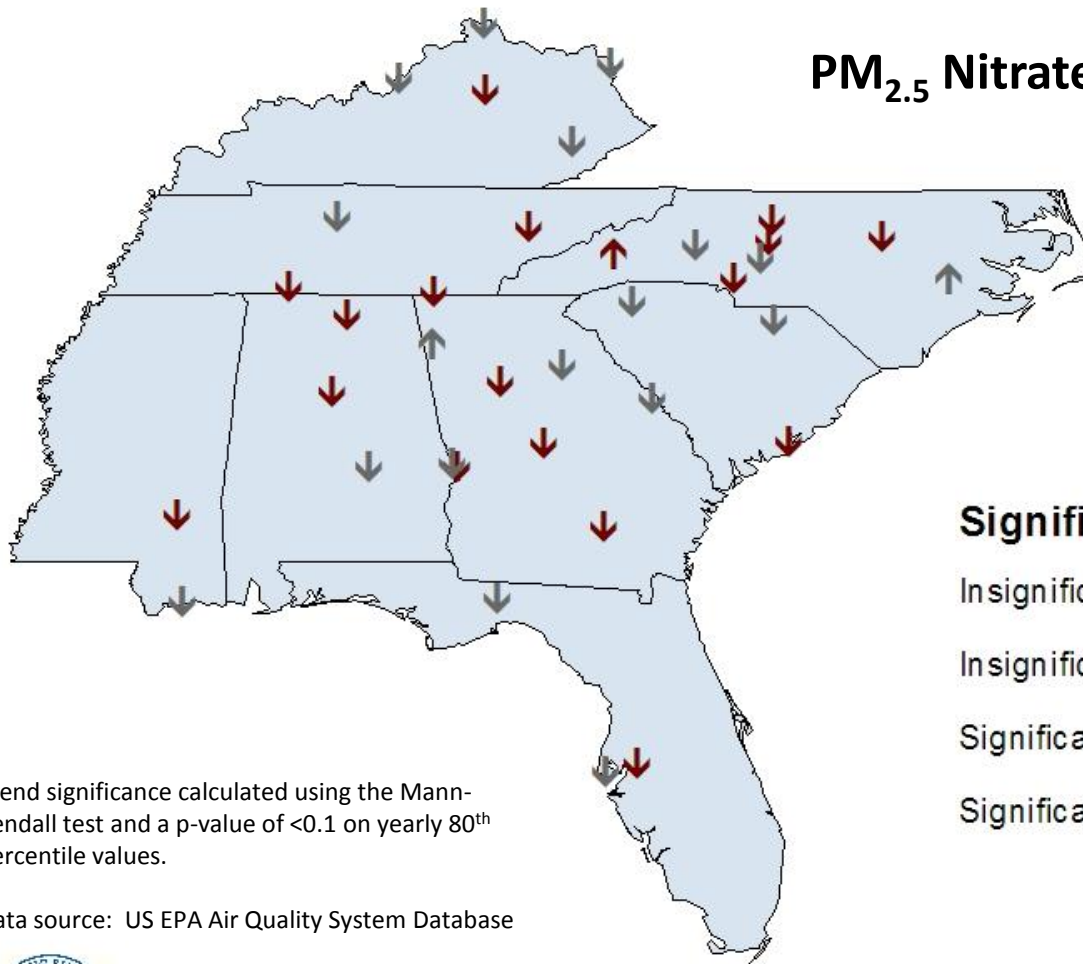 PM2.5 Nitrate
Signifi
Insignific
Insignific
Significa
Significa
end significance calculated using the Mann-
endall test and a p-value of <0.1 on yearly 80th
ercentile values.
ata source: US EPA Air Quality System Database